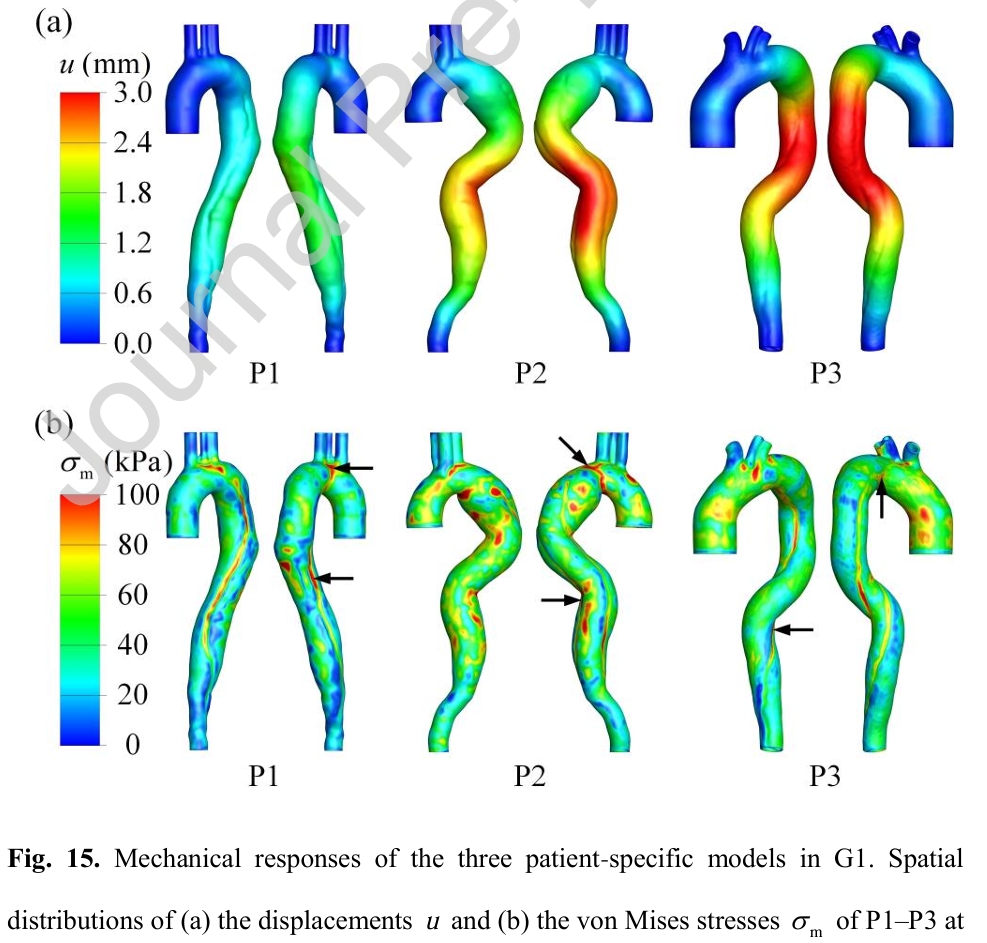 (a)
u (mm)
3.0
2.4
1.8
1.2
0.6
0.0
P1 P2 P3
(b)
σm (kPa)
100
80
60
40
20
0
P1 P2 P3
Journal Pre-
Fig. 15. Mechanical responses of the three patient-specific models in G1. Spatial
distributions of (a) the displacements u and (b) the von Mises stresses σm of P1–P3 at